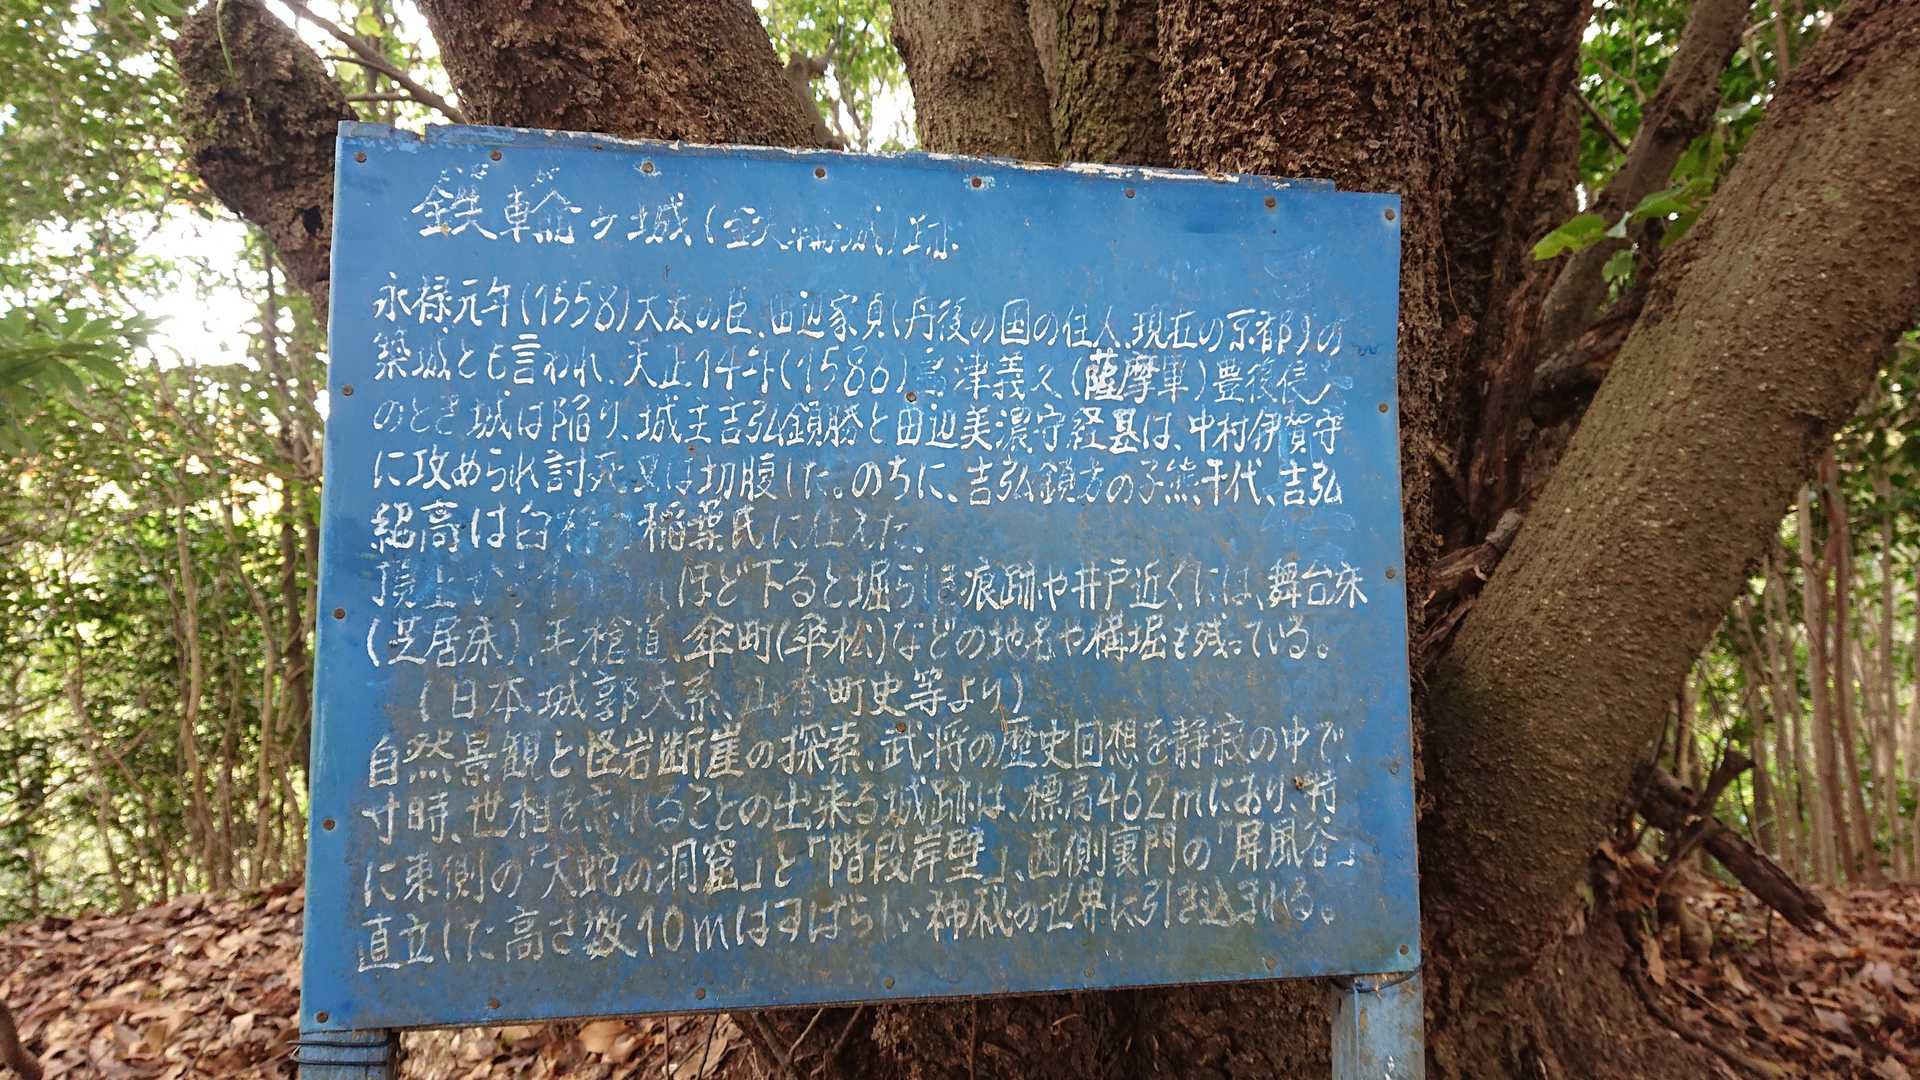 鉄輪ケ城(鉄輪城)跡
永禄元年(1558)大友の臣、田辺家貞(丹後の国の住人、現在の京都)の
築城とも言われ、天正14年(1586)島津義久(薩摩軍)豊後侵入
のとき城は陥り、城主吉弘鎮勝と田辺美濃守経基は、中村伊賀守
に攻められ討死又は切腹した。のちに、吉弘鎮方の子熊千代、吉弘
紹高は臼杵 稲葉氏に仕えた。
頂上か ほど下ると堀らしき痕跡や井戸近くには、舞台床
(芝居床)、手槍道、傘町(傘松)などの地名や構堀も残っている。
(日本城郭大系、山香町史等より)
自然景観と怪岩断崖の探索、武将の歴史回想を静寂の中で、
寸時、世相を忘れることの出来る城跡は、標高462mにあり、特
に東側の「大蛇の洞窟」と「階段岸壁」、西側裏門の「屏風谷」
直立した高さ数10mはすばらしい神秘の世界に引き込まれる。